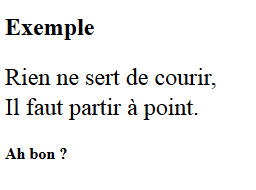 Exemple
Rien ne sert de courir,
Il faut partir à point.
Ah bon ?